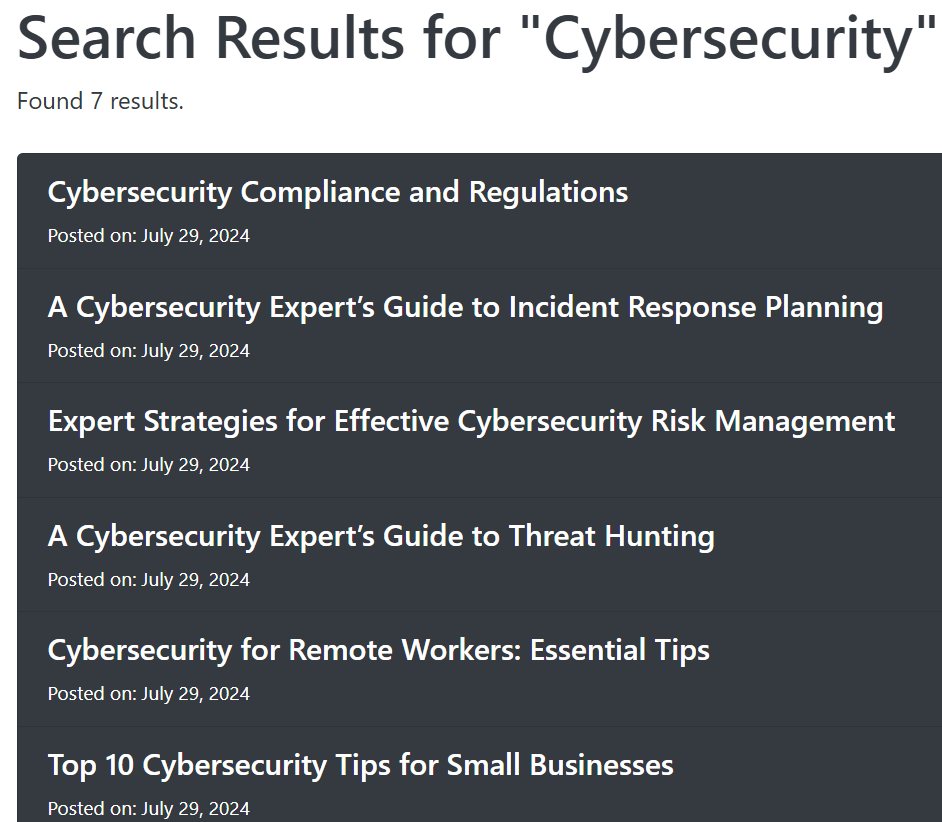 Search Results for "Cybersecurity"
Found 7 results.
Cybersecurity Compliance and Regulations
Posted on: July 29, 2024
A Cybersecurity Expert’s Guide to Incident Response Planning
Posted on: July 29, 2024
Expert Strategies for Effective Cybersecurity Risk Management
Posted on: July 29, 2024
A Cybersecurity Expert’s Guide to Threat Hunting
Posted on: July 29, 2024
Cybersecurity for Remote Workers: Essential Tips
Posted on: July 29, 2024
Top 10 Cybersecurity Tips for Small Businesses
Posted on: July 29, 2024